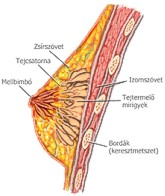 Zsírszövet
Tejcsatorna
Mellbimbó
Izomszövet
Tejtermelő
mirigyek
Bordák
(keresztmetszet)